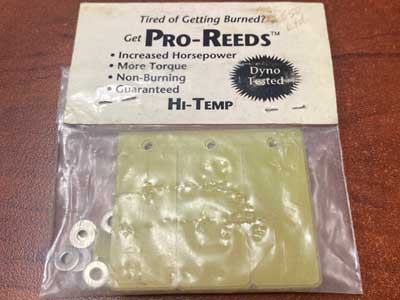 Tired of Getting Burned?
Get PRO-REEDS™
• Increased Horsepower
• More Torque
• Non-Burning
• Guaranteed
Dyno
Tested
HI-TEMP